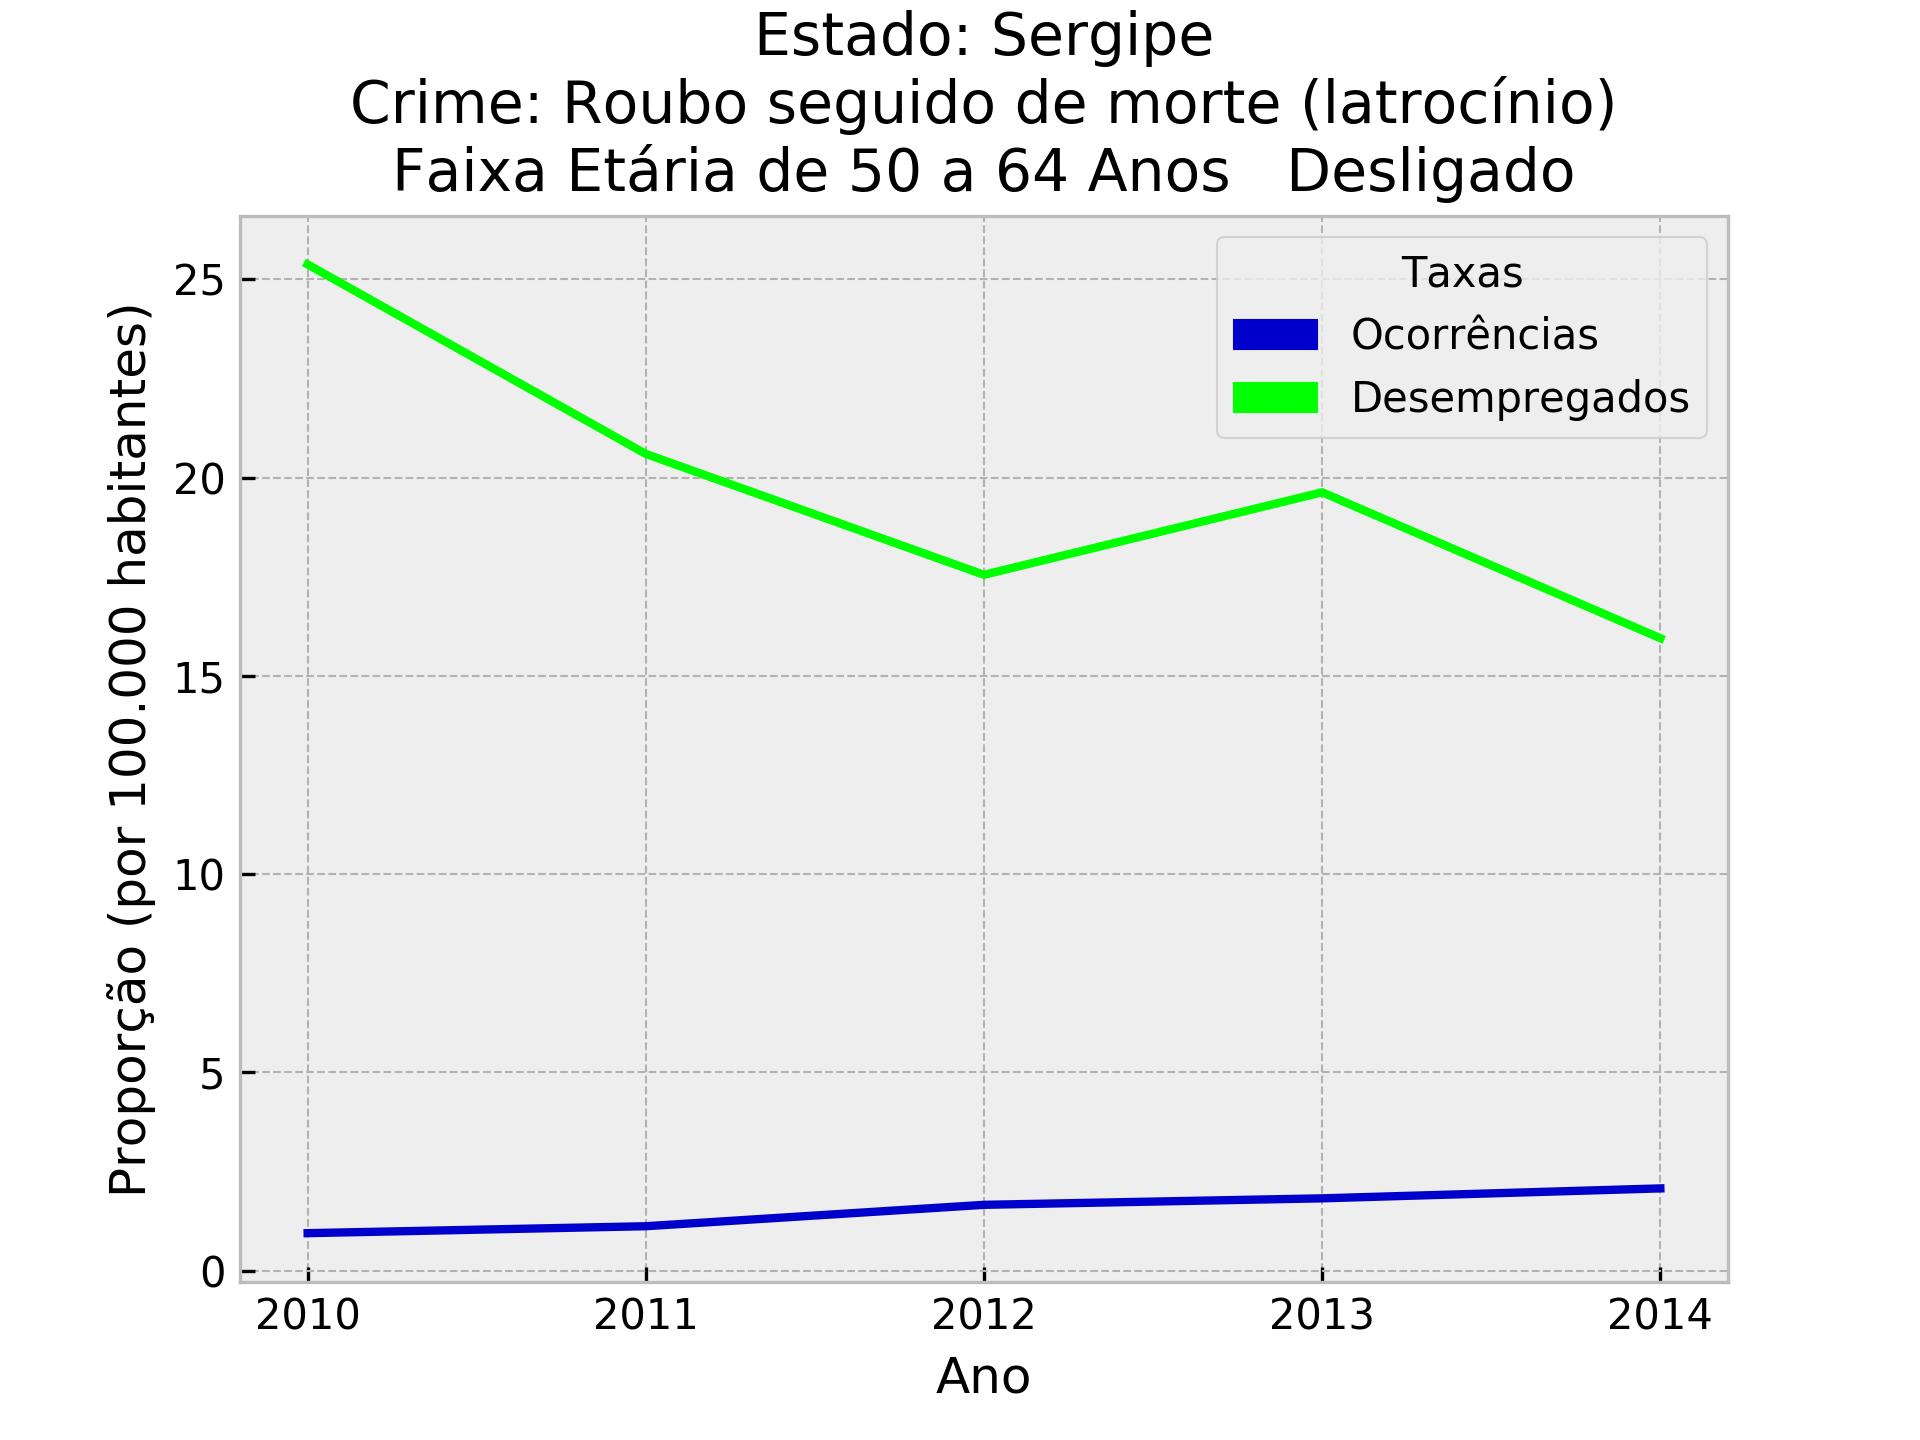 Estado: Sergipe
Crime: Roubo seguido de morte (latrocínio)
Faixa Etária de 50 a 64 Anos   Desligado
Proporção (por 100.000 habitantes)
25
20
15
10
5
0
Taxas
Ocorrências
Desempregados
2010 2011 2012 2013 2014
Ano